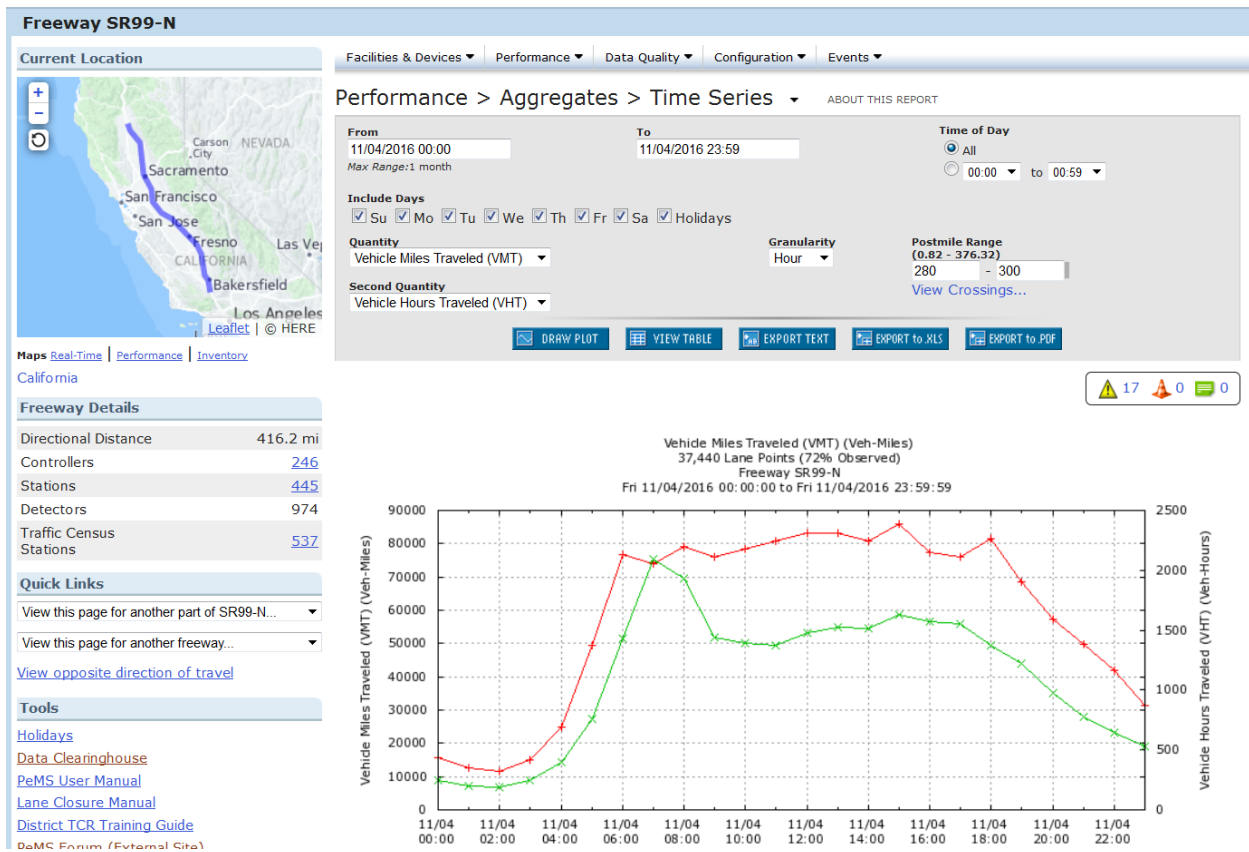 Freeway SR99-N
Current Location
+
−
Carson
City
NEVADA
Sacramento
San Francisco
San Jose
Fresno
Las Ve
CALIFORNIA
Bakersfield
Los Angeles
Leaflet | © HERE
Maps Real-Time | Performance | Inventory
California
Freeway Details
Directional Distance 416.2 mi
Controllers 246
Stations 445
Detectors 974
Traffic Census
Stations 537
Quick Links
View this page for another part of SR99-N...
View this page for another freeway...
View opposite direction of travel
Tools
Holidays
Data Clearinghouse
PeMS User Manual
Lane Closure Manual
District TCR Training Guide
PeMS Forum (External Site)
Facilities & Devices Performance Data Quality Configuration Events
Performance > Aggregates > Time Series ABOUT THIS REPORT
From To Time of Day
11/04/2016 00:00 11/04/2016 23:59 All
Max Range:1 month 00:00 to 00:59
Include Days
Su Mo Tu We Th Fr Sa Holidays
Quantity Granularity Postmile Range
(0.82 - 376.32)
Vehicle Miles Traveled (VMT) Hour 280 - 300
Second Quantity View Crossings...
Vehicle Hours Traveled (VHT)
DRAW PLOT VIEW TABLE EXPORT TEXT EXPORT to .XLS EXPORT to .PDF
17 0 0
Vehicle Miles Traveled (VMT) (Veh-Miles)
37,440 Lane Points (72% Observed)
Freeway SR99-N
Fri 11/04/2016 00:00:00 to Fri 11/04/2016 23:59:59
Vehicle Miles Traveled (VMT) (Veh-Miles)
90000
80000
70000
60000
50000
40000
30000
20000
10000
0
2500
2000
1500
1000
500
0
Vehicle Hours Traveled (VHT) (Veh-Hours)
11/04 11/04 11/04 11/04 11/04 11/04 11/04 11/04 11/04 11/04 11/04 11/04
00:00 02:00 04:00 06:00 08:00 10:00 12:00 14:00 16:00 18:00 20:00 22:00